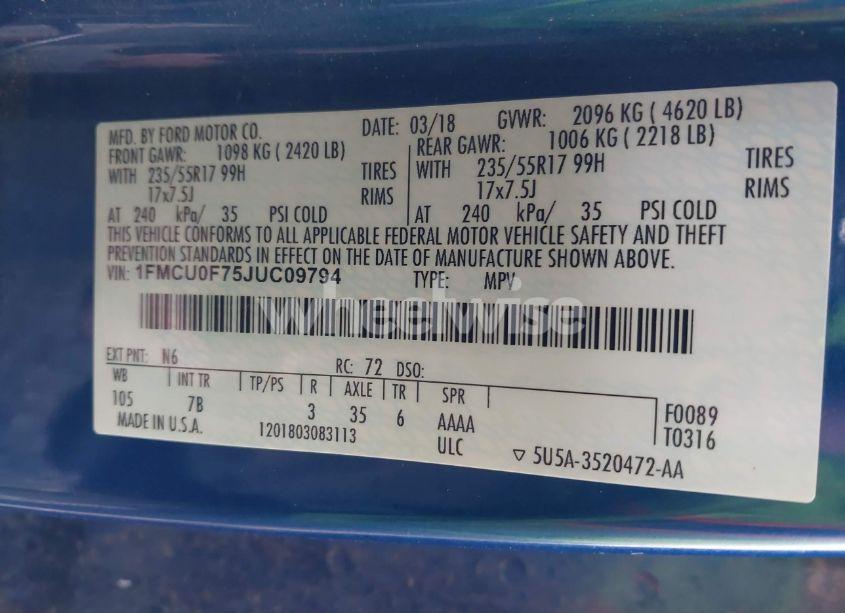 MFD. BY FORD MOTOR CO. DATE: 03/18 GVWR: 2096 KG ( 4620 LB)
FRONT GAWR: 1098 KG ( 2420 LB) REAR GAWR: 1006 KG ( 2218 LB)
WITH 235/55R17 99H TIRES WITH 235/55R17 99H TIRES
17x7.5J RIMS 17x7.5J RIMS
AT 240 kPa/ 35 PSI COLD AT 240 kPa/ 35 PSI COLD
THIS VEHICLE CONFORMS TO ALL APPLICABLE FEDERAL MOTOR VEHICLE SAFETY AND THEFT
PREVENTION STANDARDS IN EFFECT ON THE DATE OF MANUFACTURE SHOWN ABOVE.
VIN: 1FMCU0F75JUC09794 TYPE: MPV
wheelwise
EXT PNT: N6 RC: 72 DSO:
WB INT TR TP/PS R AXLE TR SPR
105 7B 3 35 6 AAAA F0089
MADE IN U.S.A. 1201803083113 ULC T0316
▽ 5U5A-3520472-AA